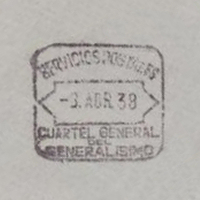 SERVICIOS POSTALES
-3. ABR. 38
CUARTEL GENERAL
DEL
GENERALISIMO